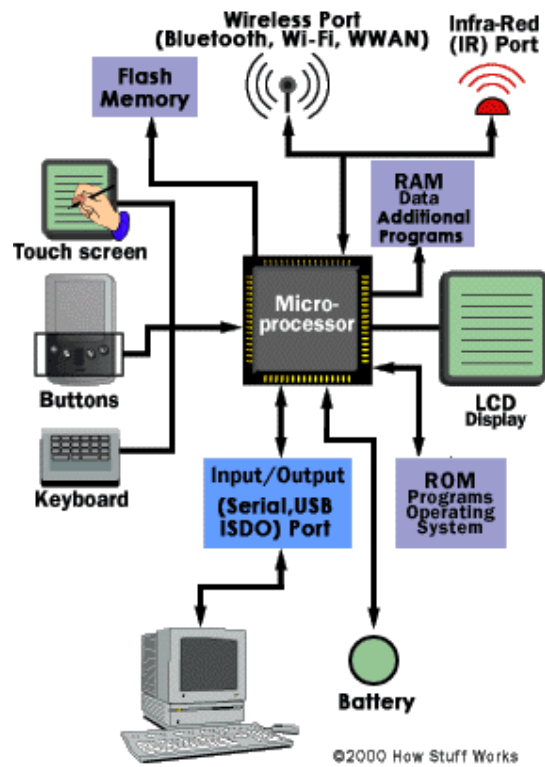 Wireless Port
(Bluetooth, Wi-Fi, WWAN)
Infra-Red
(IR) Port
Flash
Memory
RAM
Data
Additional
Programs
Touch screen
Micro-
processor
Buttons
LCD
Display
Keyboard
Input/Output
(Serial,USB
ISDO) Port
ROM
Programs
Operating
System
Battery
©2000 How Stuff Works